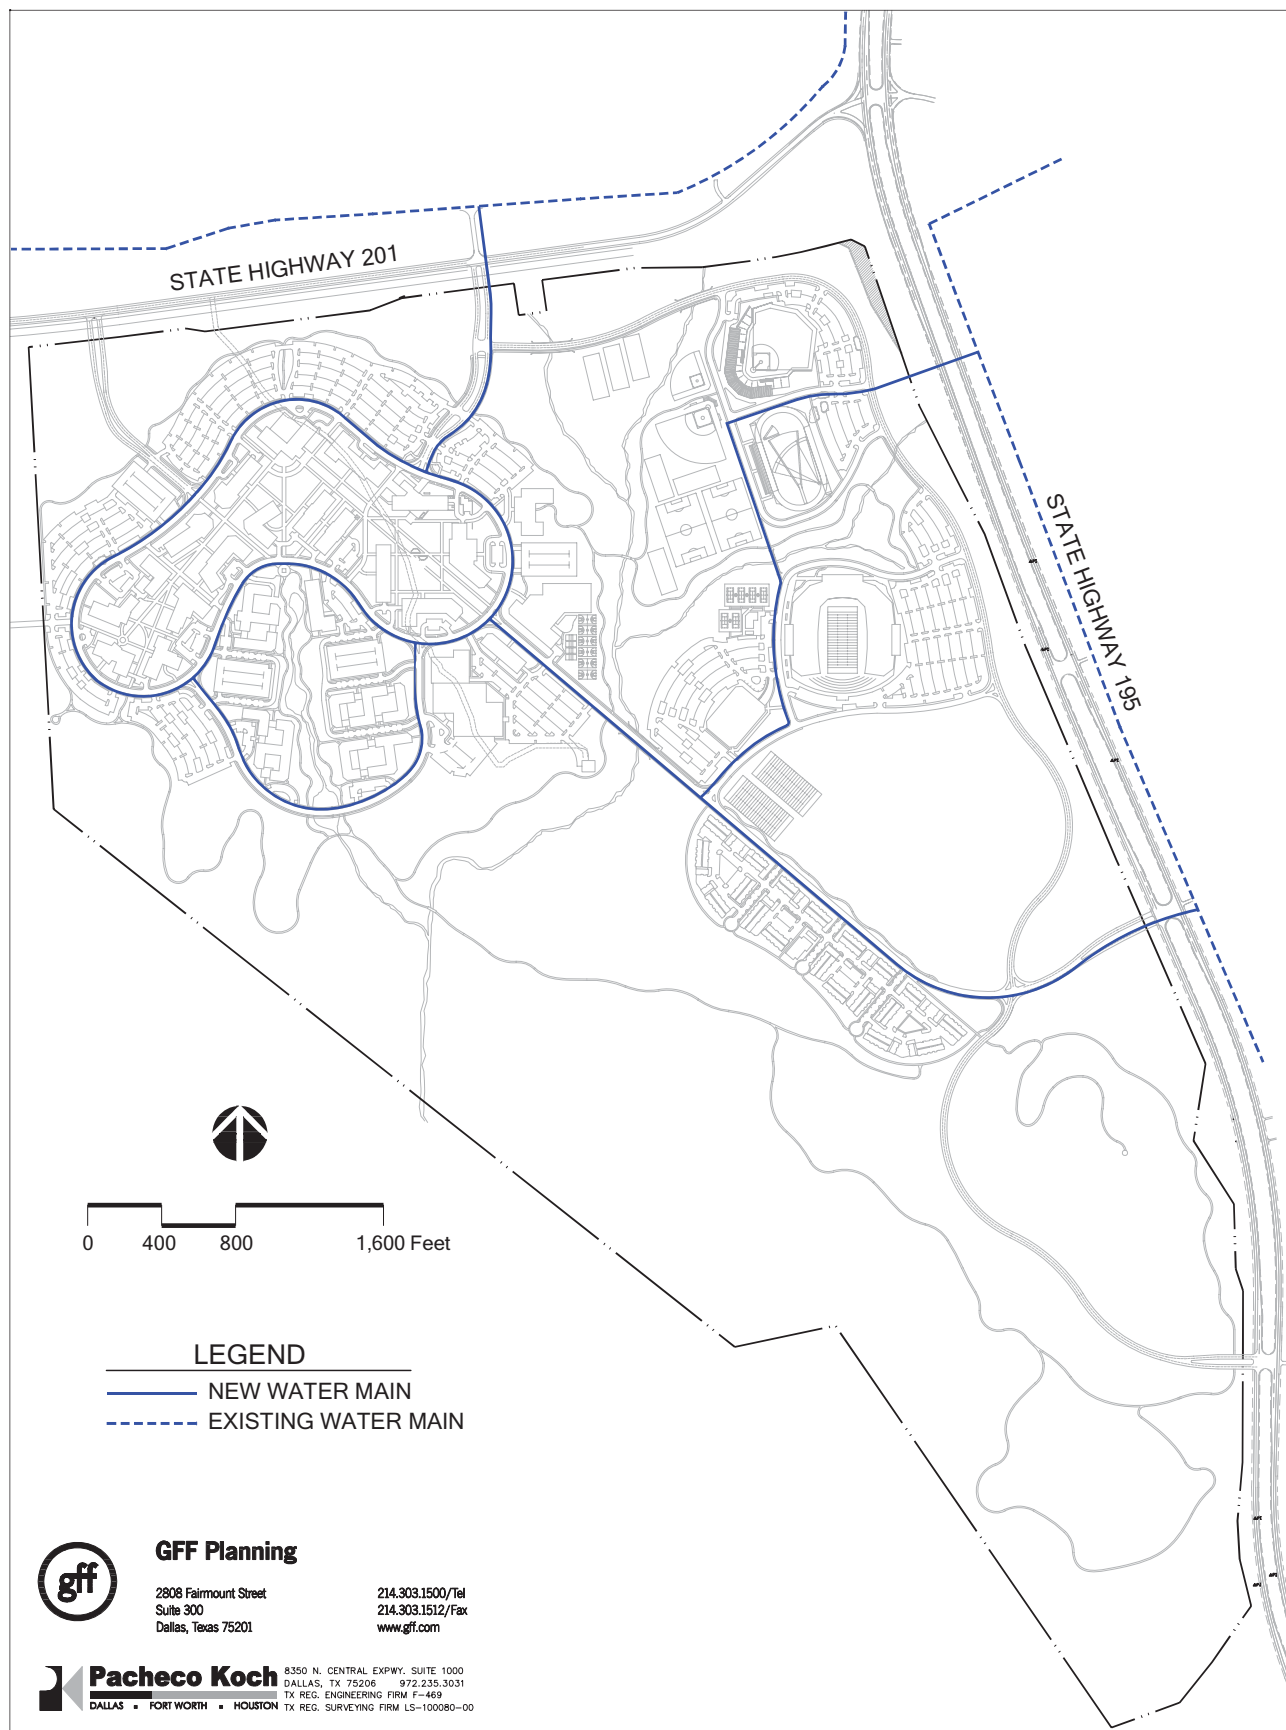 STATE HIGHWAY 201
STATE HIGHWAY 195
0 400 800 1,600 Feet
LEGEND
NEW WATER MAIN
EXISTING WATER MAIN
gff
GFF Planning
2808 Fairmount Street 214.303.1500/Tel
Suite 300 214.303.1512/Fax
Dallas, Texas 75201 www.gff.com
Pacheco Koch
DALLAS ▪ FORT WORTH ▪ HOUSTON
8350 N. CENTRAL EXPWY. SUITE 1000
DALLAS, TX 75206 972.235.3031
TX REG. ENGINEERING FIRM F-469
TX REG. SURVEYING FIRM LS-100080-00